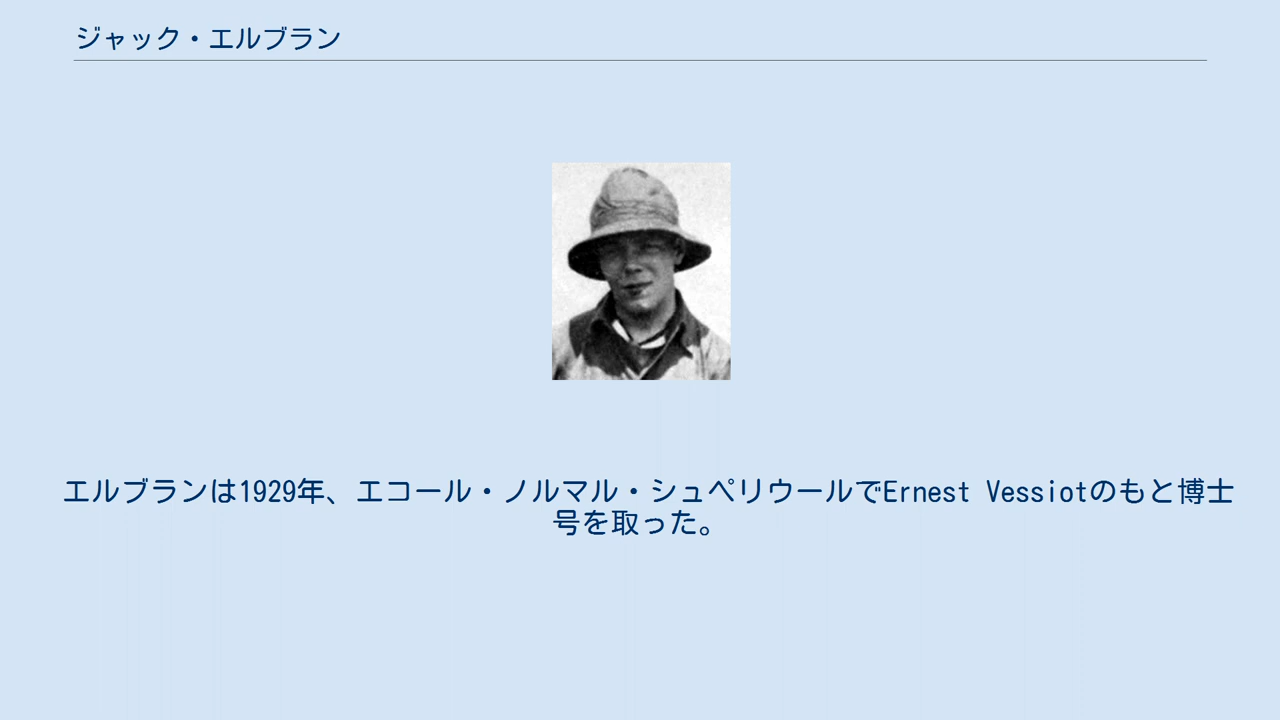 ジャック・エルブラン
エルブランは1929年、エコール・ノルマル・シュペリウールでErnest Vessiotのもと博士
号を取った。